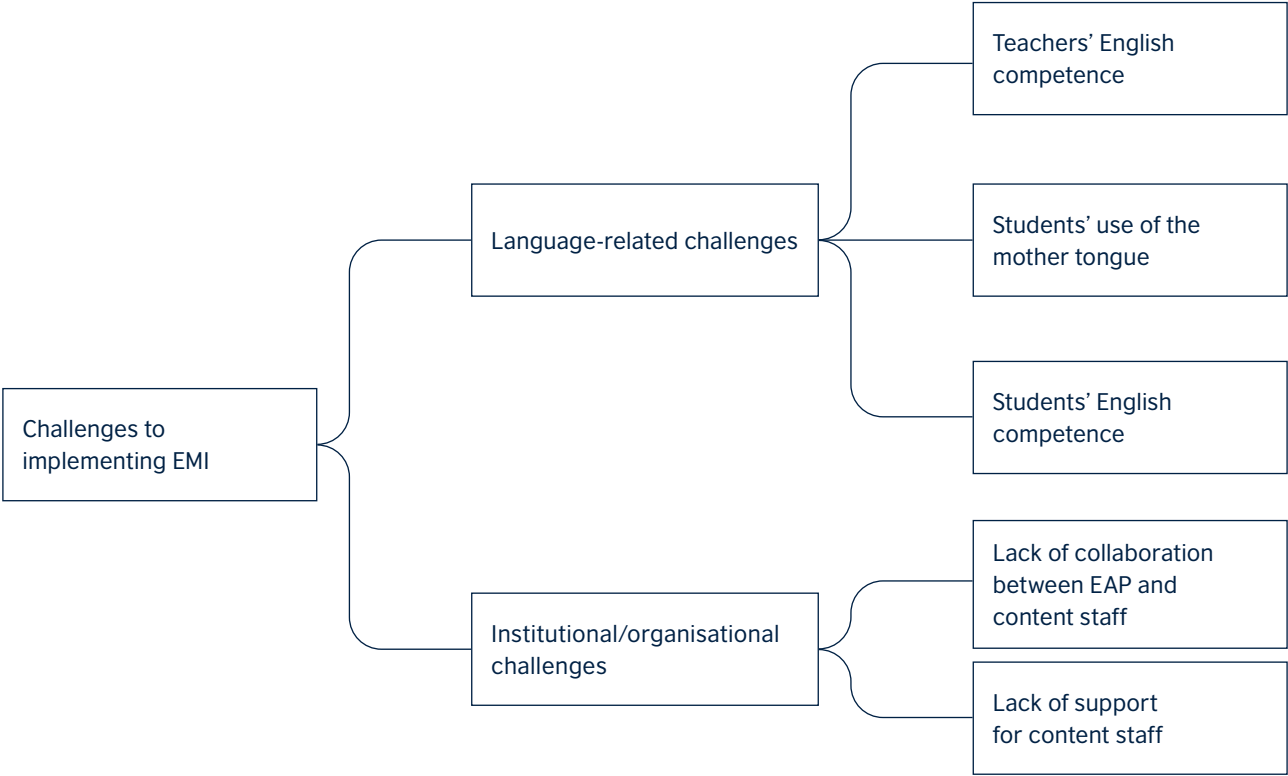 Challenges to
implementing EMI
Language-related challenges
Teachers’ English
competence
Students’ use of the
mother tongue
Students’ English
competence
Institutional/organisational
challenges
Lack of collaboration
between EAP and
content staff
Lack of support
for content staff